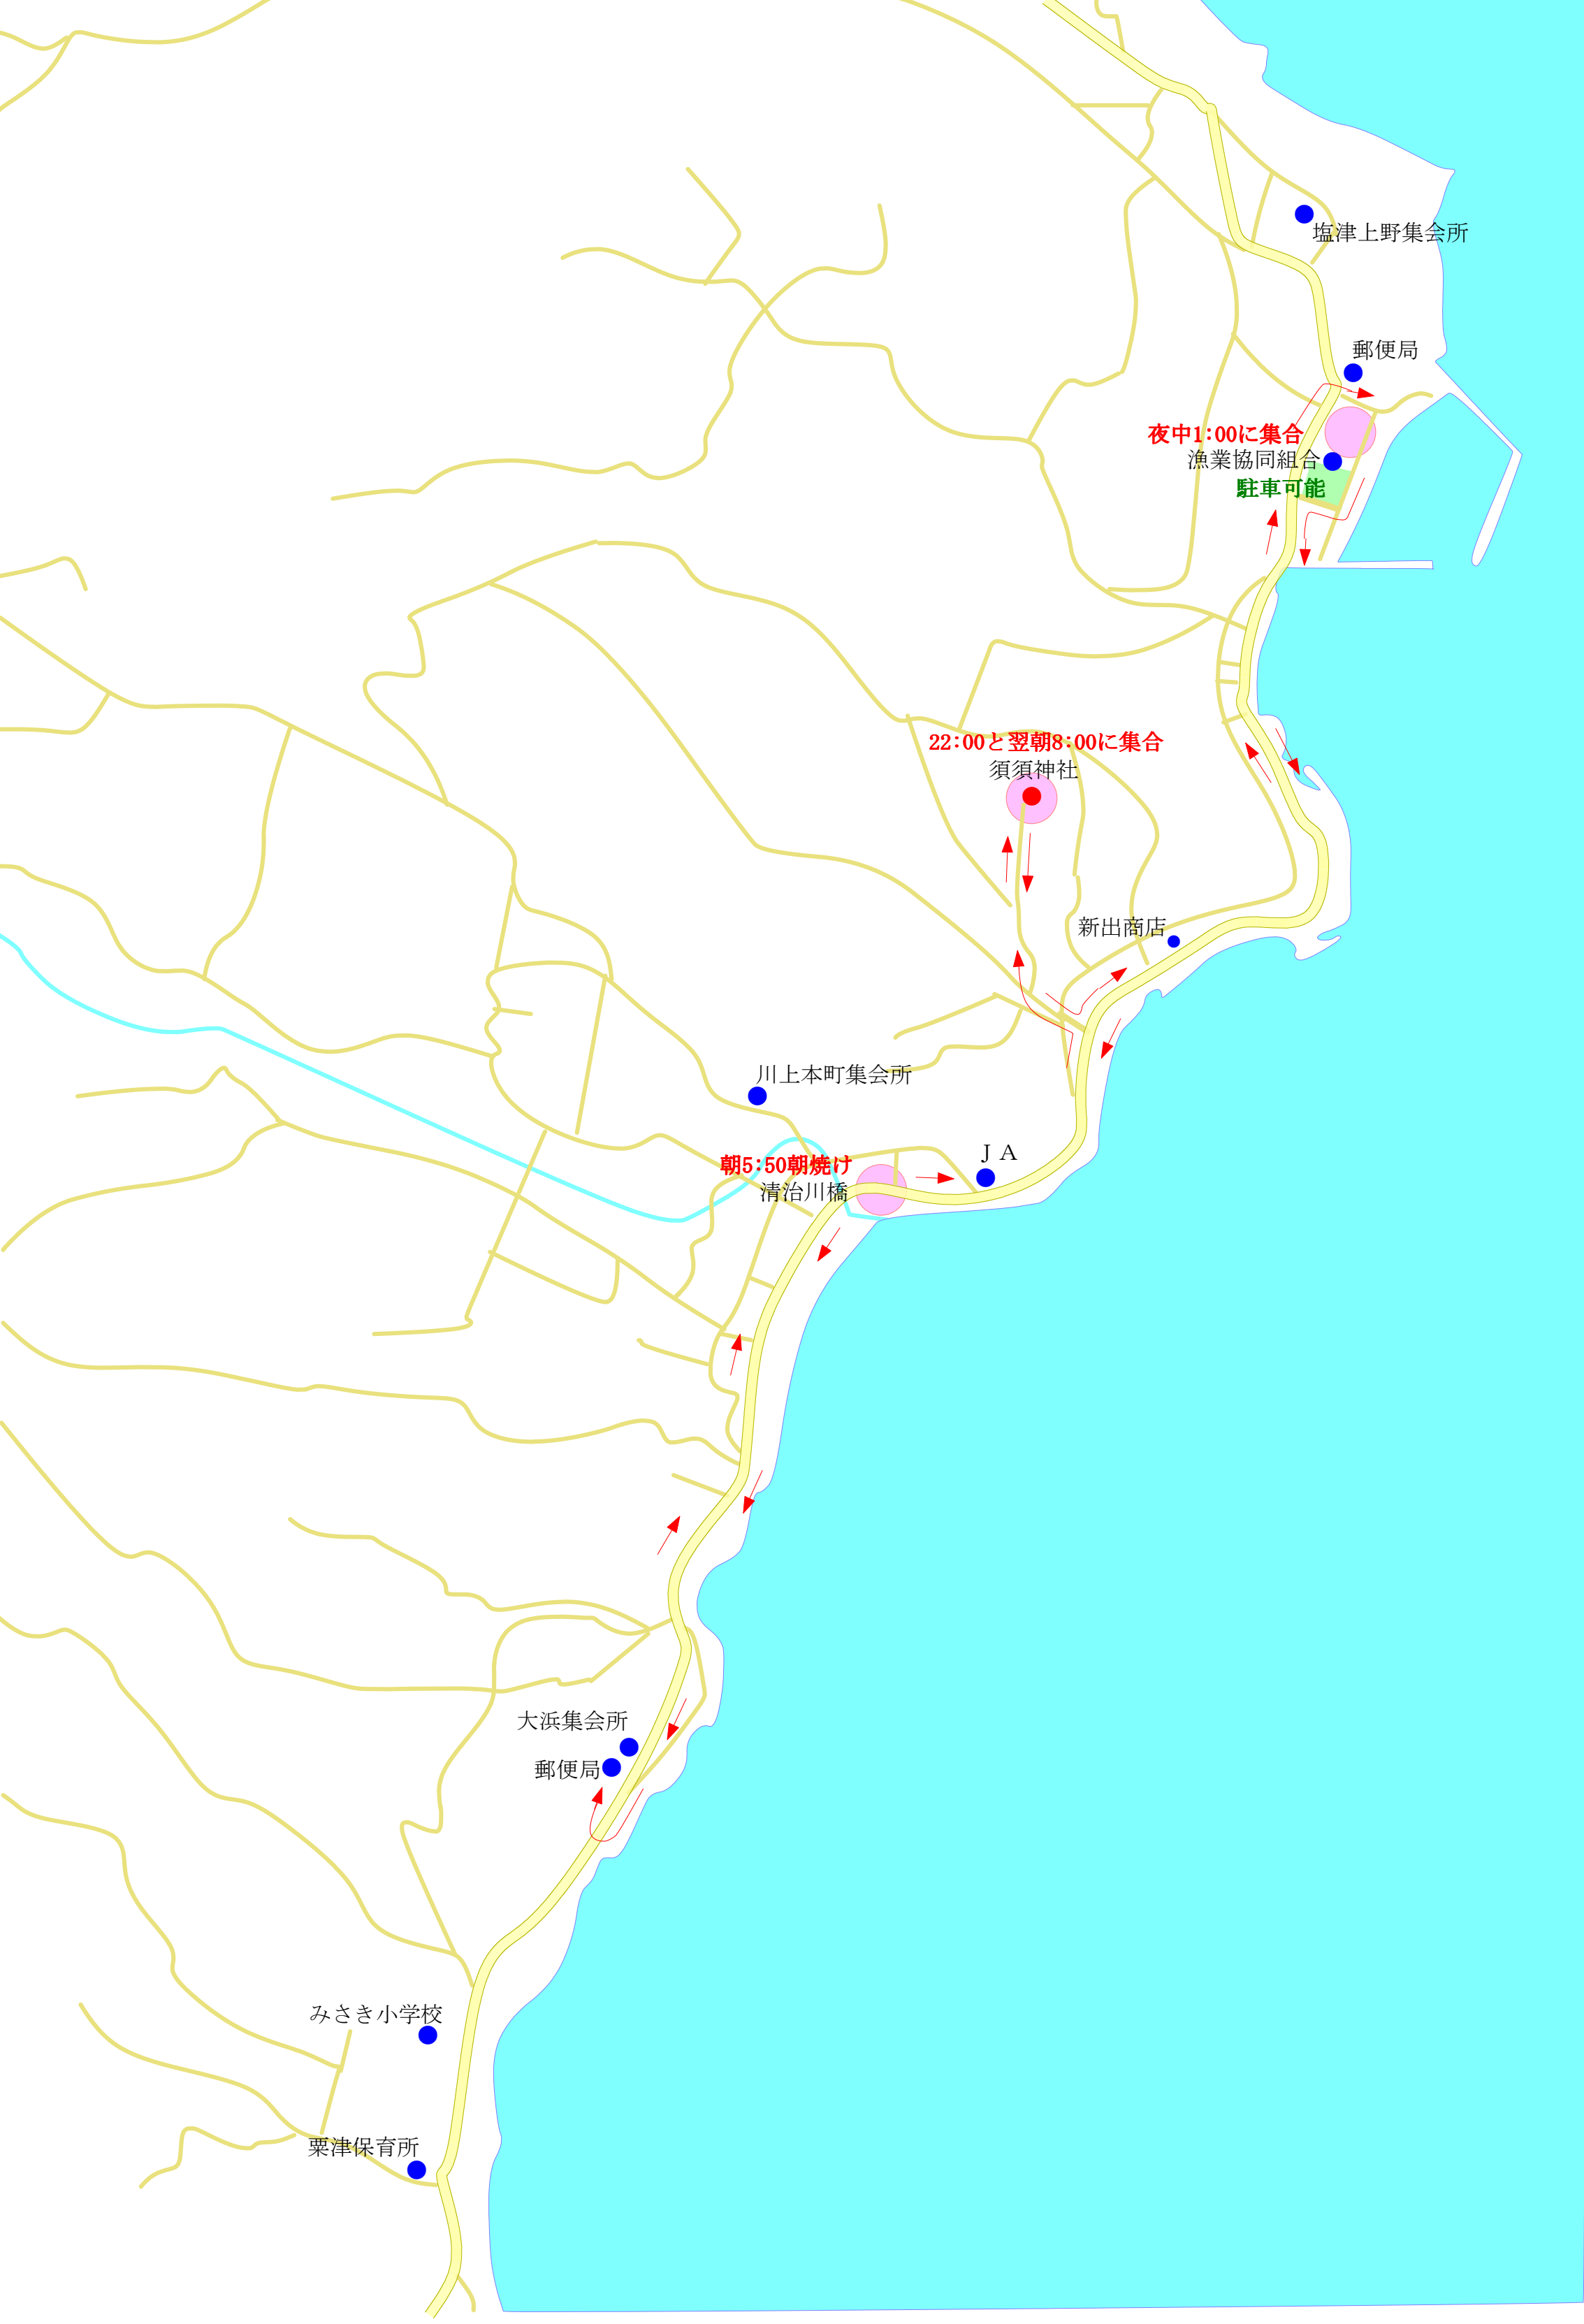 塩津上野集会所
郵便局
夜中1:00に集合
漁業協同組合
駐車可能
22:00と翌朝8:00に集合
須須神社
新出商店
川上本町集会所
ＪＡ
朝5:50朝焼け
清治川橋
大浜集会所
郵便局
みさき小学校
粟津保育所